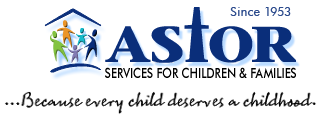 Since 1953
ASTOR
SERVICES FOR CHILDREN & FAMILIES
...Because every child deserves a childhood.